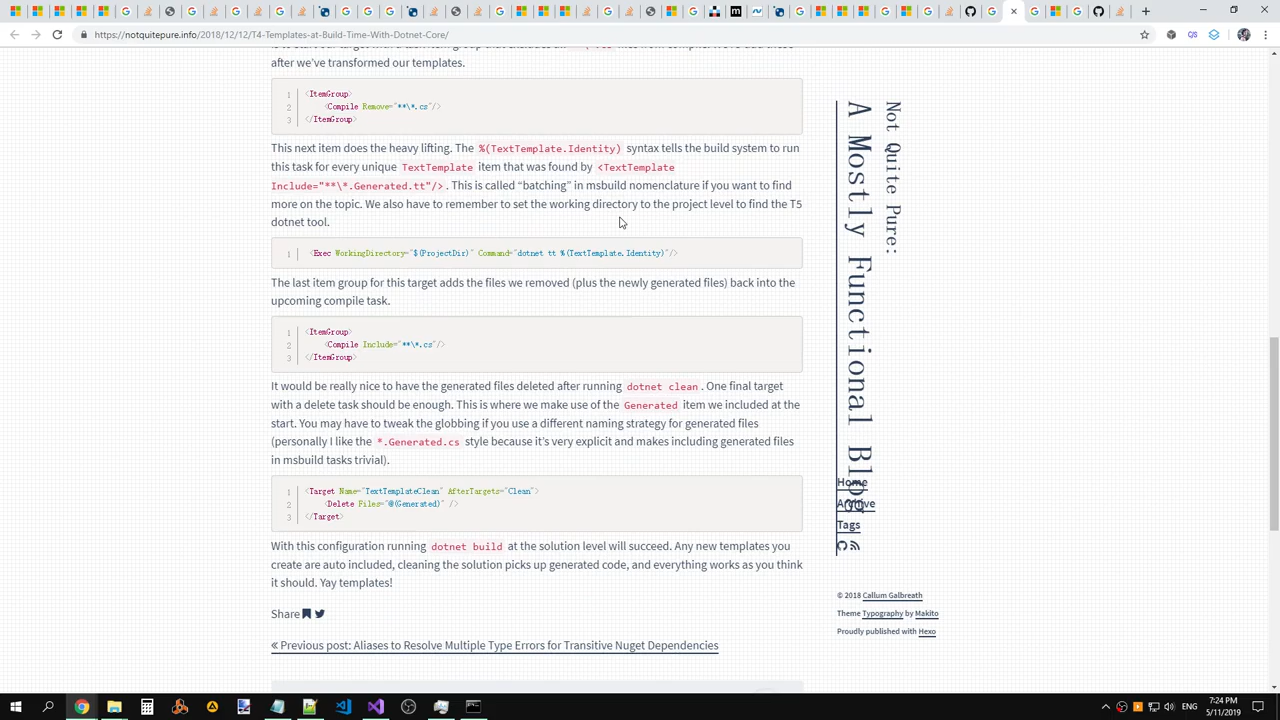 https://notquitepure.info/2018/12/12/T4-Templates-at-Build-Time-With-Dotnet-Core/
after we've transformed our templates.
1 <ItemGroup>
2 <Compile Remove="**\*.cs"/>
3 </ItemGroup>
This next item does the heavy lifting. The %(TextTemplate.Identity) syntax tells the build system to run
this task for every unique TextTemplate item that was found by <TextTemplate
Include="**\*.Generated.tt"/>. This is called “batching” in msbuild nomenclature if you want to find
more on the topic. We also have to remember to set the working directory to the project level to find the T5
dotnet tool.
1 <Exec WorkingDirectory="$(ProjectDir)" Command="dotnet tt %(TextTemplate.Identity)"/>
The last item group for this target adds the files we removed (plus the newly generated files) back into the
upcoming compile task.
1 <ItemGroup>
2 <Compile Include="**\*.cs"/>
3 </ItemGroup>
It would be really nice to have the generated files deleted after running dotnet clean. One final target
with a delete task should be enough. This is where we make use of the Generated item we included at the
start. You may have to tweak the globbing if you use a different naming strategy for generated files
(personally I like the *.Generated.cs style because it's very explicit and makes including generated files
in msbuild tasks trivial).
1 <Target Name="TextTemplateClean" AfterTargets="Clean">
2 <Delete Files="@(Generated)" />
3 </Target>
With this configuration running dotnet build at the solution level will succeed. Any new templates you
create are auto included, cleaning the solution picks up generated code, and everything works as you think
it should. Yay templates!
Share
« Previous post: Aliases to Resolve Multiple Type Errors for Transitive Nuget Dependencies
Not Quite Pure:
A Mostly Functional Blog
Home
Archive
Tags
© 2018 Callum Galbreath
Theme Typography by Makito
Proudly published with Hexo
ENG
7:24 PM
5/11/2019